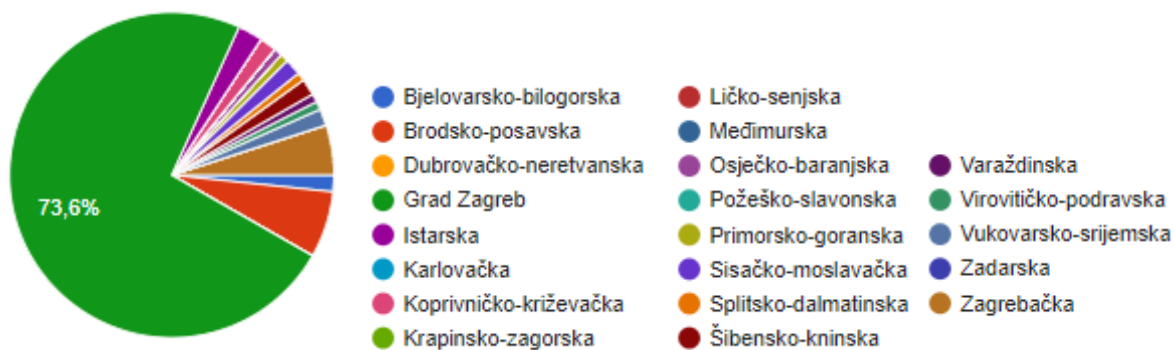 73,6%
Bjelovarsko-bilogorska
Brodsko-posavska
Dubrovačko-neretvanska
Grad Zagreb
Istarska
Karlovačka
Koprivničko-križevačka
Krapinsko-zagorska
Ličko-senjska
Međimurska
Osječko-baranjska
Požeško-slavonska
Primorsko-goranska
Sisačko-moslavačka
Splitsko-dalmatinska
Šibensko-kninska
Varaždinska
Virovitičko-podravska
Vukovarsko-srijemska
Zadarska
Zagrebačka